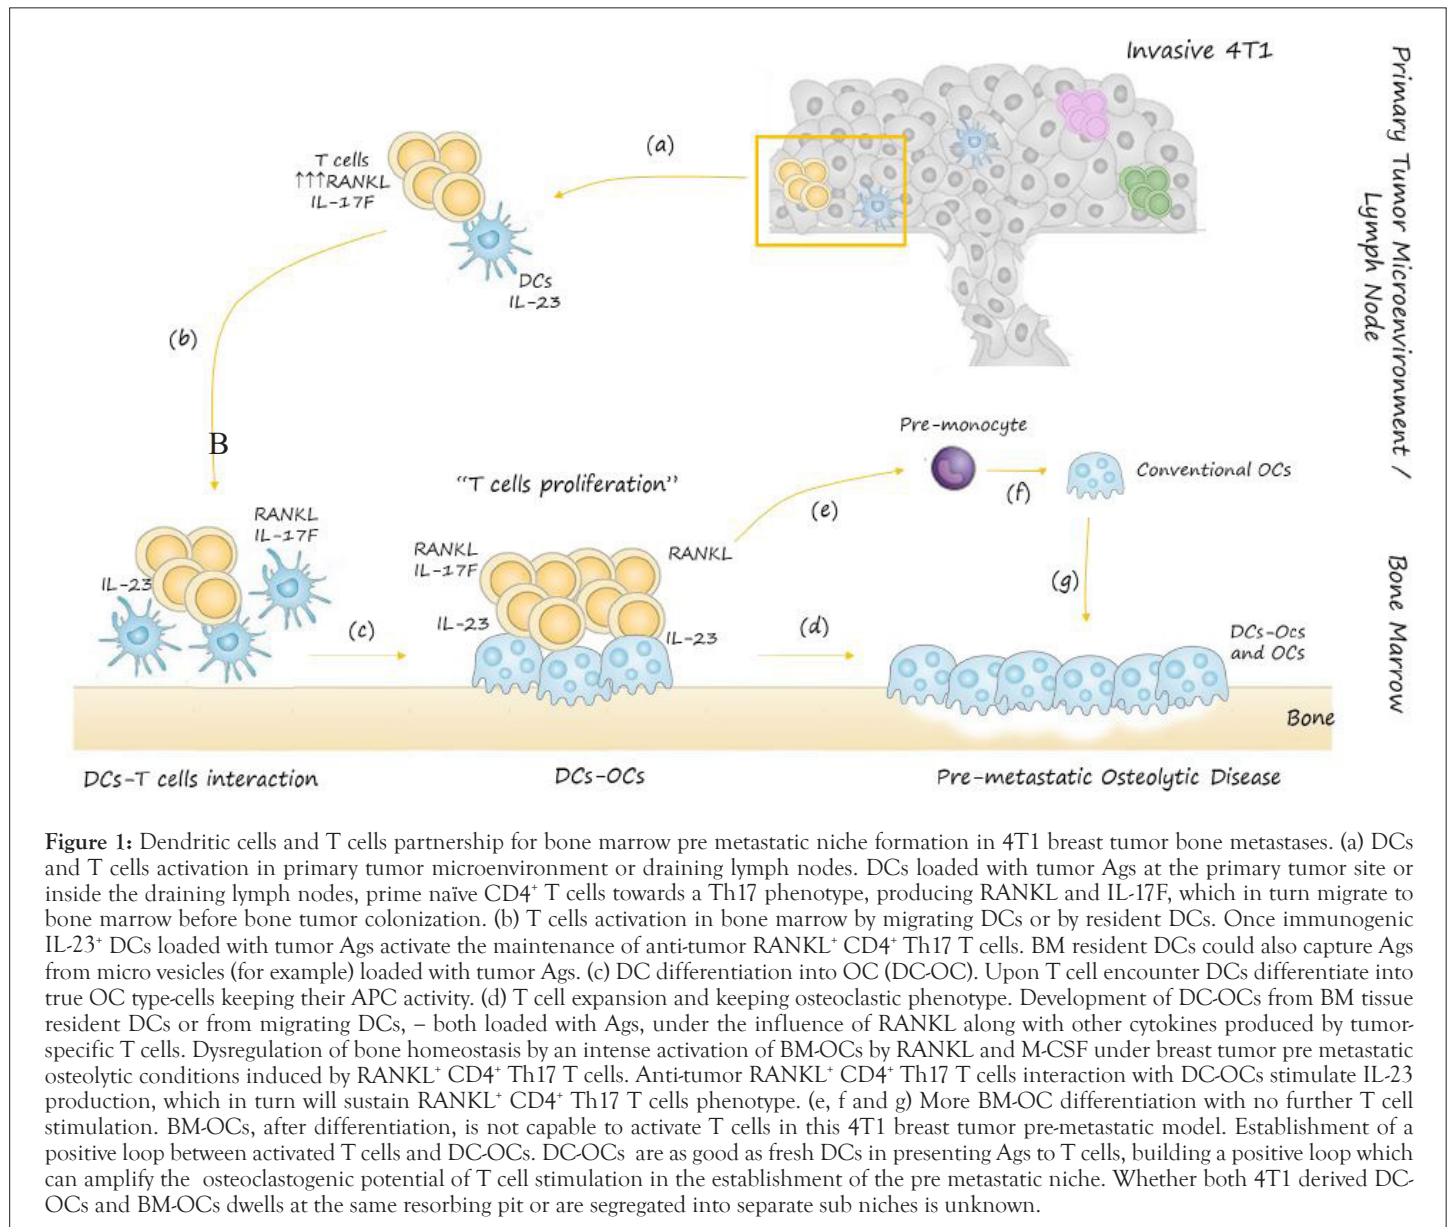 Invasive 4T1
Primary Tumor Microenvironment /
Lymph Node
(a)
T cells
↑↑↑RANKL
IL-17F
DCs
IL-23
(b)
B
Pre-monocyte
Conventional OCs
(e)
(f)
(g)
"T cells proliferation"
RANKL
IL-17F
IL-23
(c)
RANKL
IL-17F
RANKL
IL-23
IL-23
(d)
DCs-Ocs
and OCs
Bone Marrow
Bone
DCs-T cells interaction
DCs-OCs
Pre-metastatic Osteolytic Disease
Figure 1: Dendritic cells and T cells partnership for bone marrow pre metastatic niche formation in 4T1 breast tumor bone metastases. (a) DCs
and T cells activation in primary tumor microenvironment or draining lymph nodes. DCs loaded with tumor Ags at the primary tumor site or
inside the draining lymph nodes, prime naïve CD4⁺ T cells towards a Th17 phenotype, producing RANKL and IL-17F, which in turn migrate to
bone marrow before bone tumor colonization. (b) T cells activation in bone marrow by migrating DCs or by resident DCs. Once immunogenic
IL-23⁺ DCs loaded with tumor Ags activate the maintenance of anti-tumor RANKL⁺ CD4⁺ Th17 T cells. BM resident DCs could also capture Ags
from micro vesicles (for example) loaded with tumor Ags. (c) DC differentiation into OC (DC-OC). Upon T cell encounter DCs differentiate into
true OC type-cells keeping their APC activity. (d) T cell expansion and keeping osteoclastic phenotype. Development of DC-OCs from BM tissue
resident DCs or from migrating DCs, – both loaded with Ags, under the influence of RANKL along with other cytokines produced by tumor-
specific T cells. Dysregulation of bone homeostasis by an intense activation of BM-OCs by RANKL and M-CSF under breast tumor pre metastatic
osteolytic conditions induced by RANKL⁺ CD4⁺ Th17 T cells. Anti-tumor RANKL⁺ CD4⁺ Th17 T cells interaction with DC-OCs stimulate IL-23
production, which in turn will sustain RANKL⁺ CD4⁺ Th17 T cells phenotype. (e, f and g) More BM-OC differentiation with no further T cell
stimulation. BM-OCs, after differentiation, is not capable to activate T cells in this 4T1 breast tumor pre-metastatic model. Establishment of a
positive loop between activated T cells and DC-OCs. DC-OCs are as good as fresh DCs in presenting Ags to T cells, building a positive loop which
can amplify the osteoclastogenic potential of T cell stimulation in the establishment of the pre metastatic niche. Whether both 4T1 derived DC-
OCs and BM-OCs dwells at the same resorbing pit or are segregated into separate sub niches is unknown.